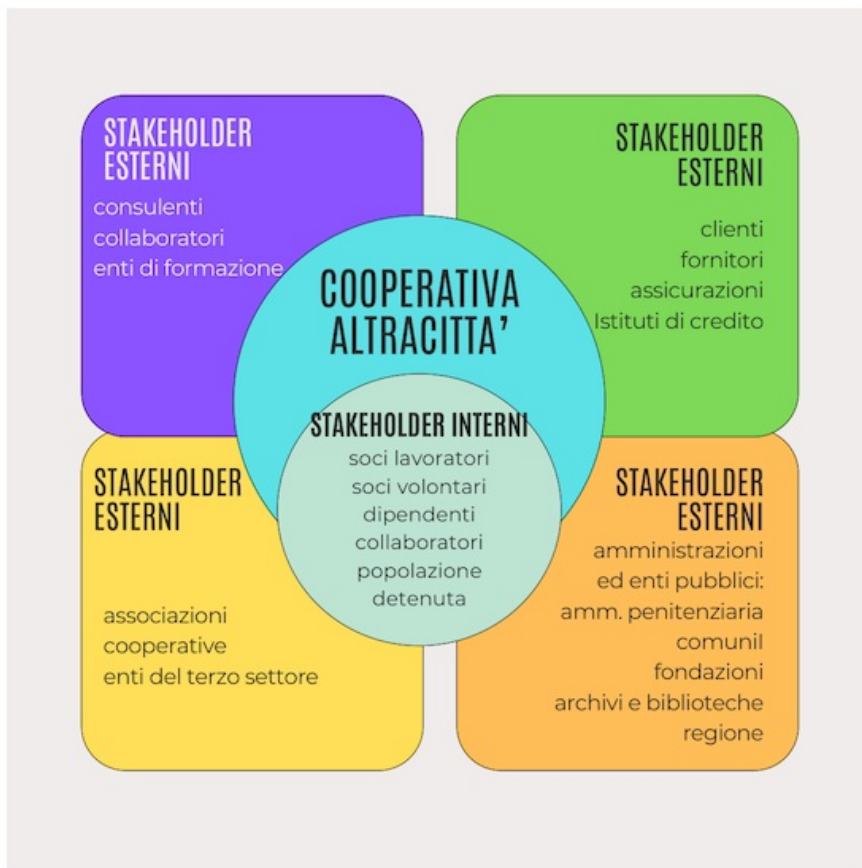 STAKEHOLDER
ESTERNI
consulenti
collaboratori
enti di formazione
STAKEHOLDER
ESTERNI
clienti
fornitori
assicurazioni
Istituti di credito
COOPERATIVA
ALTRACITTA’
STAKEHOLDER INTERNI
soci lavoratori
soci volontari
dipendenti
collaboratori
popolazione
detenuta
STAKEHOLDER
ESTERNI
associazioni
cooperative
enti del terzo settore
STAKEHOLDER
ESTERNI
amministrazioni
ed enti pubblici:
amm. penitenziaria
comunil
fondazioni
archivi e biblioteche
regione